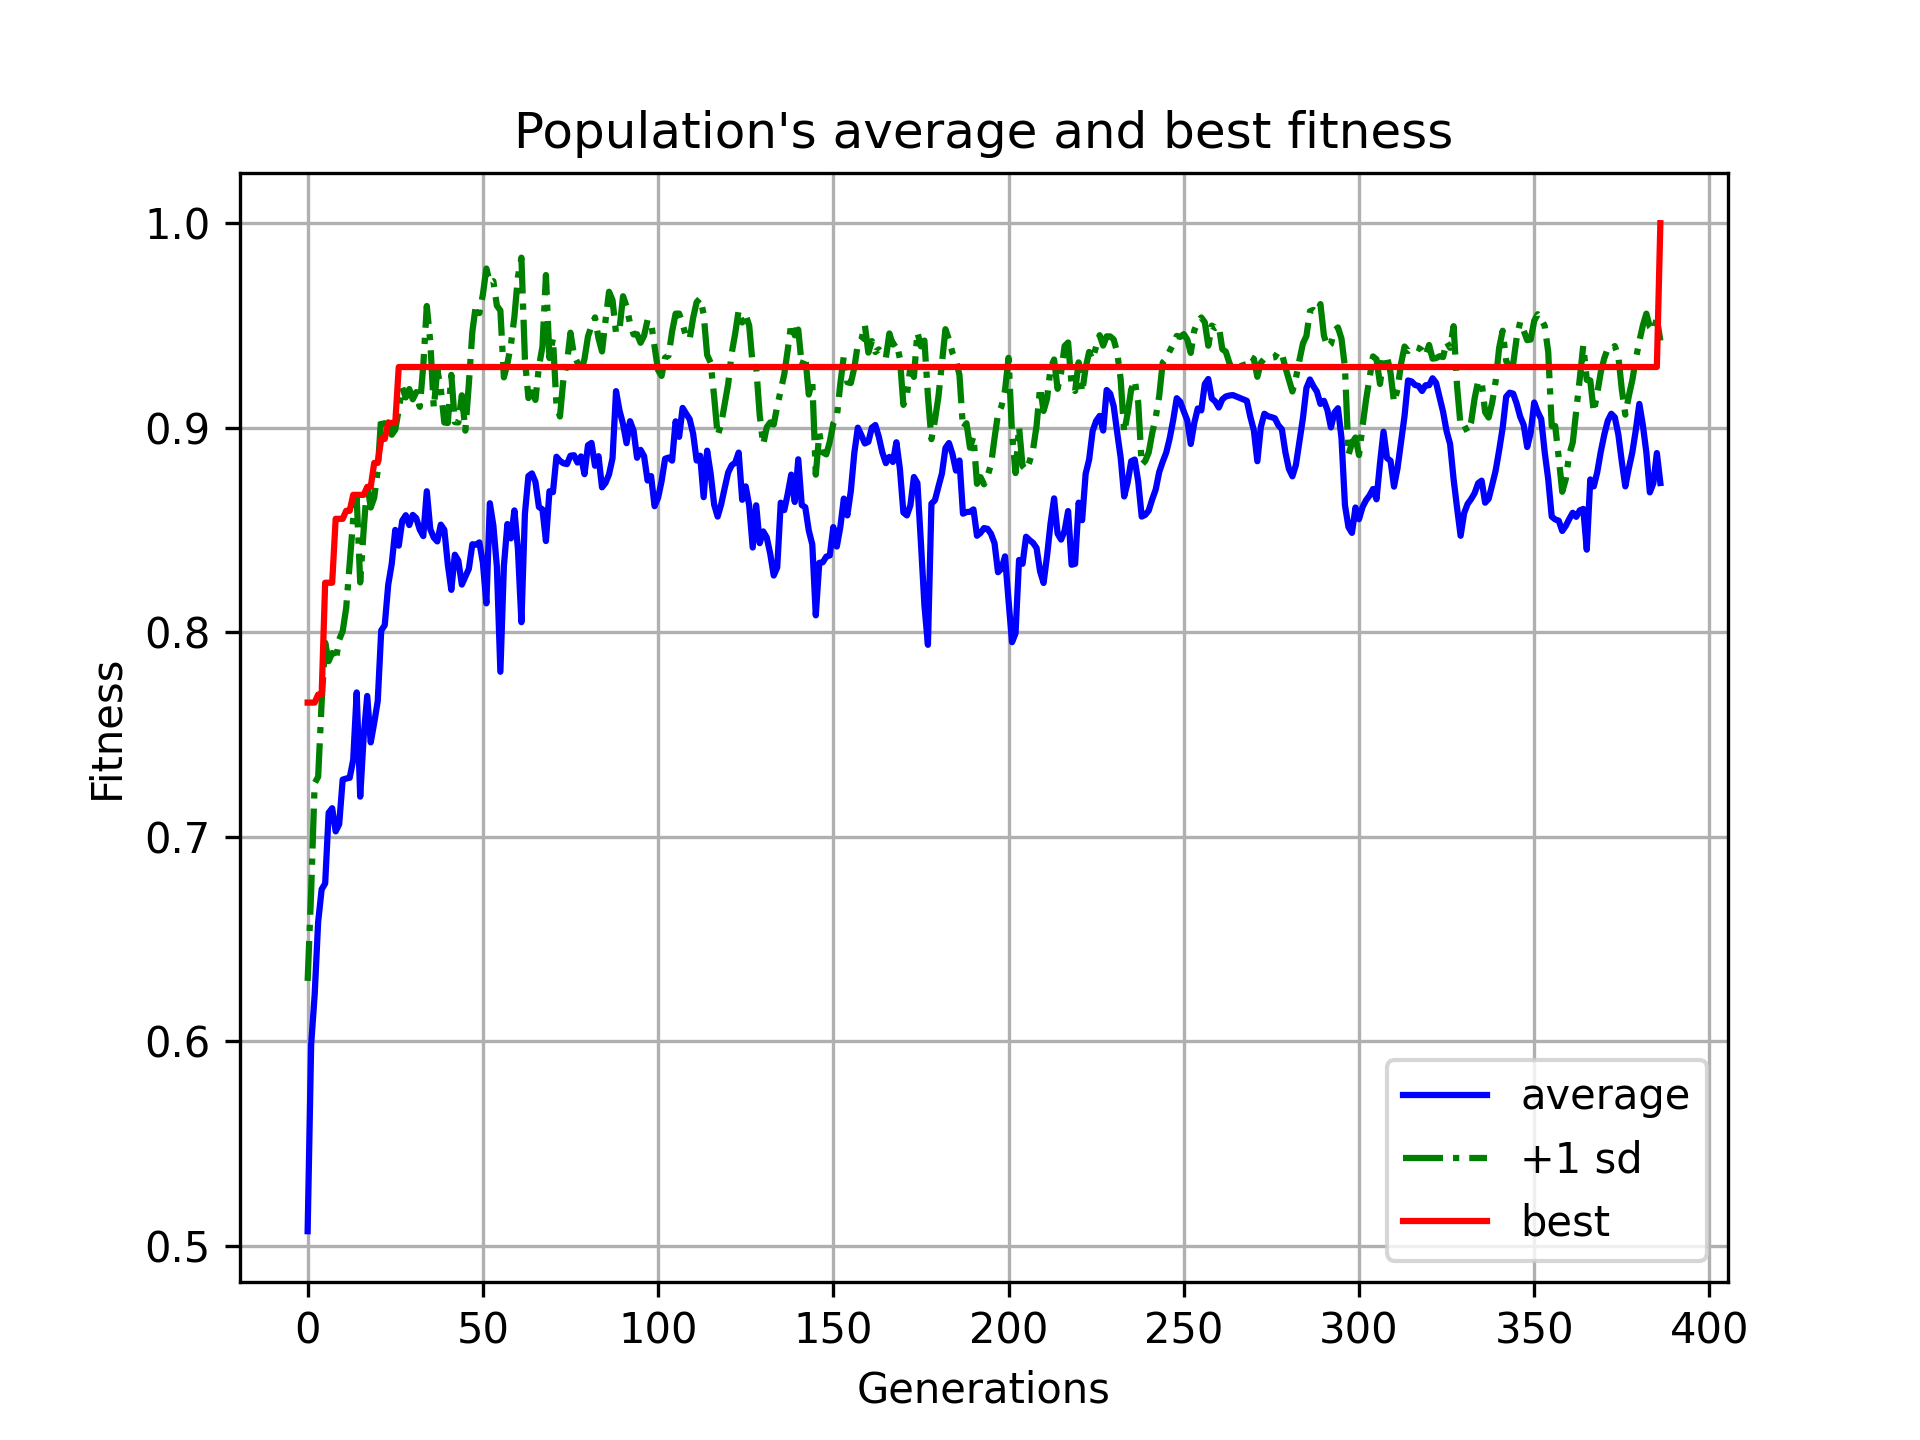 Population's average and best fitness
1.0
0.9
0.8
0.7
0.6
0.5
Fitness
0 50 100 150 200 250 300 350 400
Generations
average
+1 sd
best